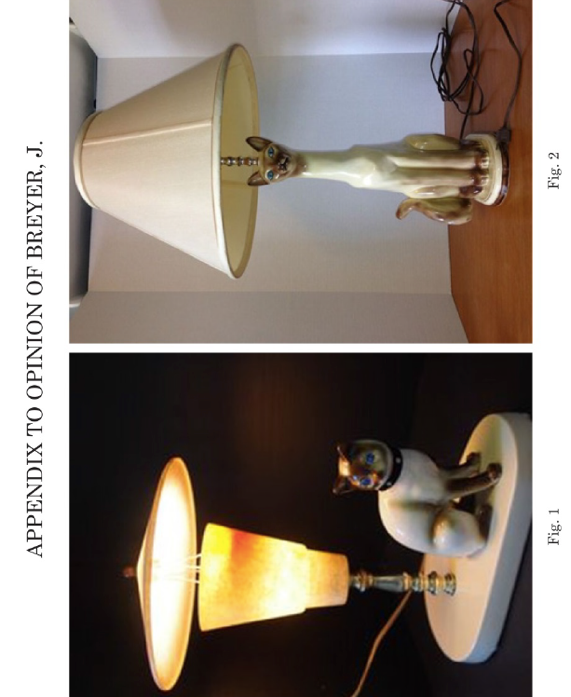 APPENDIX TO OPINION OF BREYER, J.
Fig. 1
Fig. 2